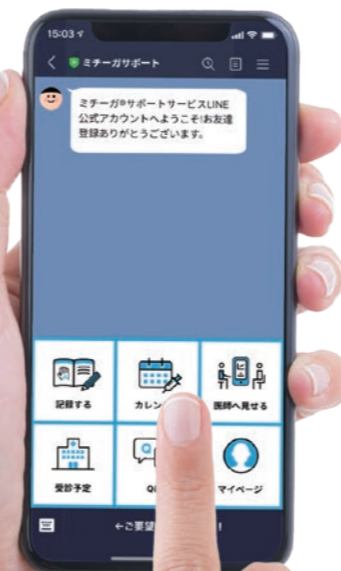 15:03
ミチーガサポート
ミチーガ®サポートサービスLINE
公式アカウントへようこそ!お友達
登録ありがとうございます。
記録する
カレン
医師へ見せる
受診予定
Q
マイページ
←ご要望
!